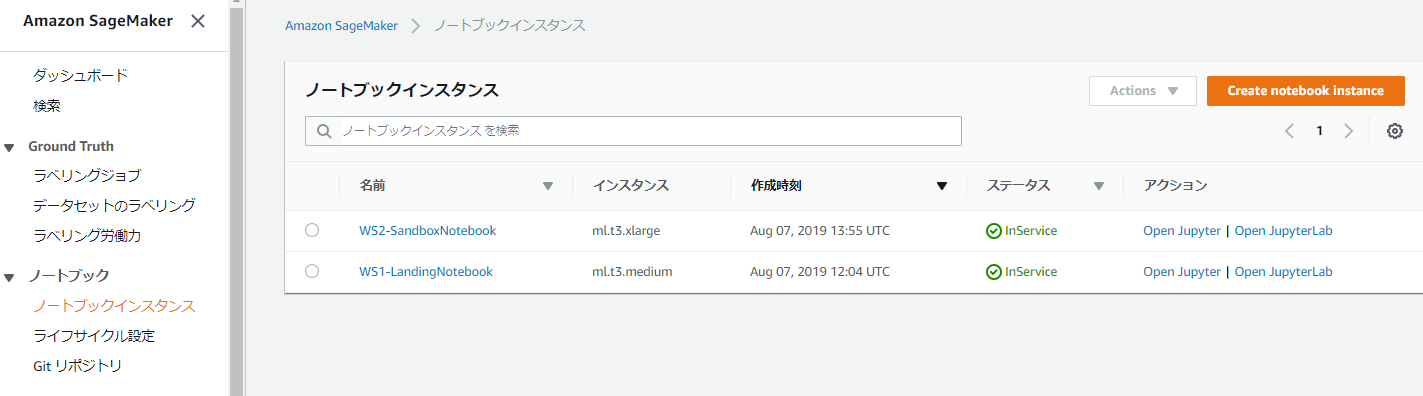 Amazon SageMaker
ダッシュボード
検索
Ground Truth
ラベリングジョブ
データセットのラベリング
ラベリング労働力
ノートブック
ノートブックインスタンス
ライフサイクル設定
Git リポジトリ
Amazon SageMaker > ノートブックインスタンス
ノートブックインスタンス
Actions
Create notebook instance
ノートブックインスタンス を検索
1
名前 インスタンス 作成時刻 ステータス アクション
WS2-SandboxNotebook ml.t3.xlarge Aug 07, 2019 13:55 UTC InService Open Jupyter | Open JupyterLab
WS1-LandingNotebook ml.t3.medium Aug 07, 2019 12:04 UTC InService Open Jupyter | Open JupyterLab